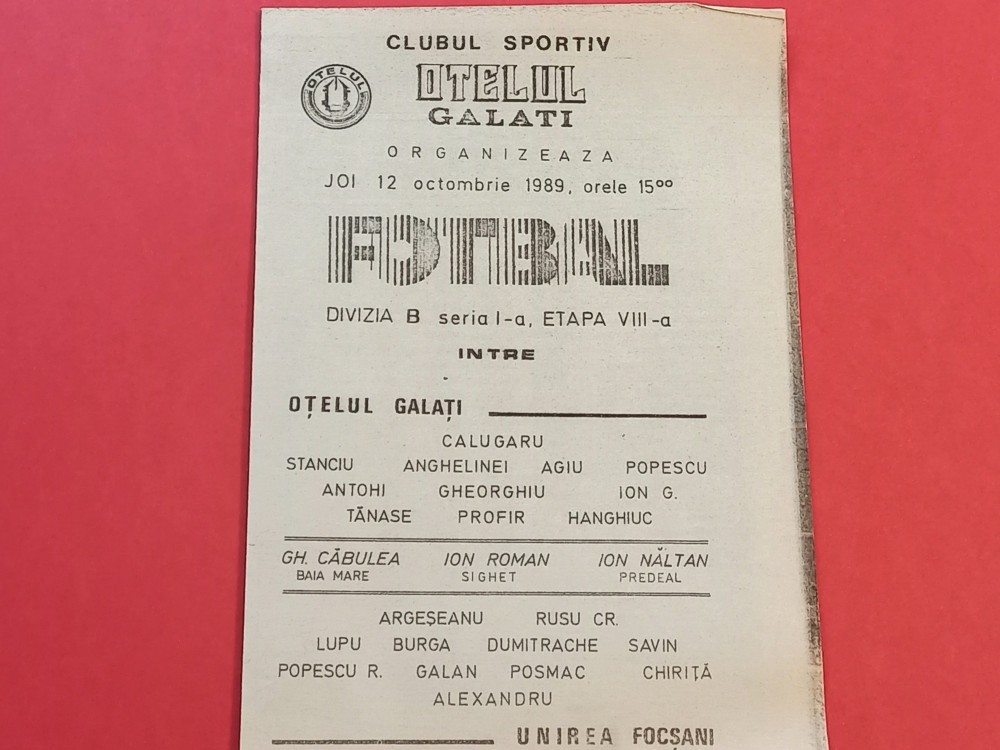 CLUBUL SPORTIV
OȚELUL
OTELUL
GALATI
ORGANIZEAZA
JOI 12 octombrie 1989, orele 15⁰⁰
FOTBAL
DIVIZIA B seria I-a, ETAPA VIII-a
INTRE
OȚELUL GALAȚI
CALUGARU
STANCIU ANGHELINEI AGIU POPESCU
ANTOHI GHEORGHIU ION G.
TĂNASE PROFIR HANGHIUC
GH. CĂBULEA ION ROMAN ION NĂLTAN
BAIA MARE SIGHET PREDEAL
ARGEȘEANU RUSU CR.
LUPU BURGA DUMITRACHE SAVIN
POPESCU R. GALAN POSMAC CHIRIȚĂ
ALEXANDRU
UNIREA FOCȘANI